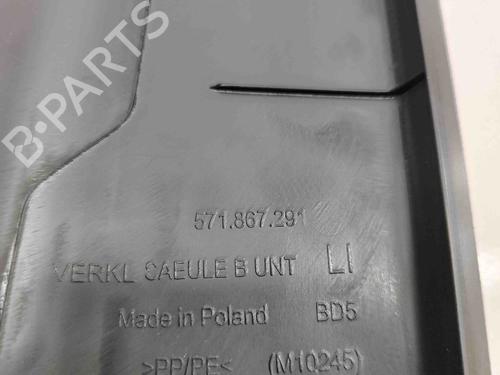 B-PARTS
571.867.291
VERKL SAEULE B UNT LI
Made in Poland BD5
>PP/PE< (M10245)